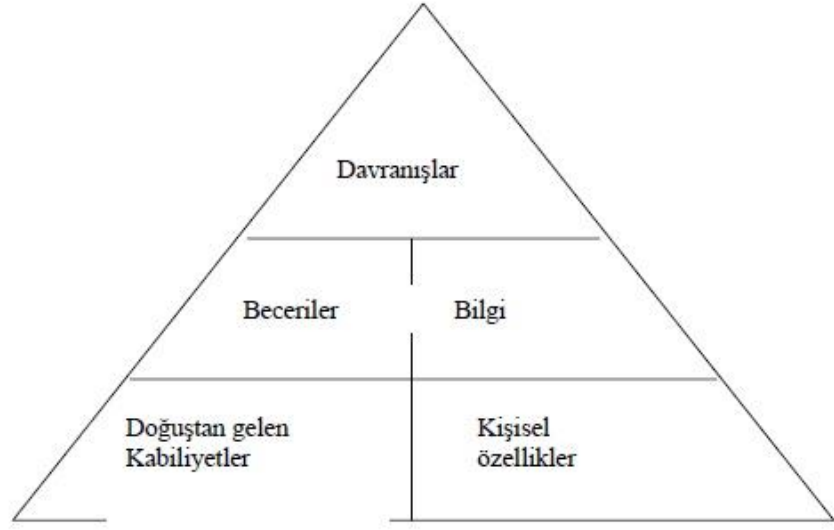 Davranışlar
Beceriler
Bilgi
Doğuştan gelen
Kabiliyetler
Kişisel
özellikler